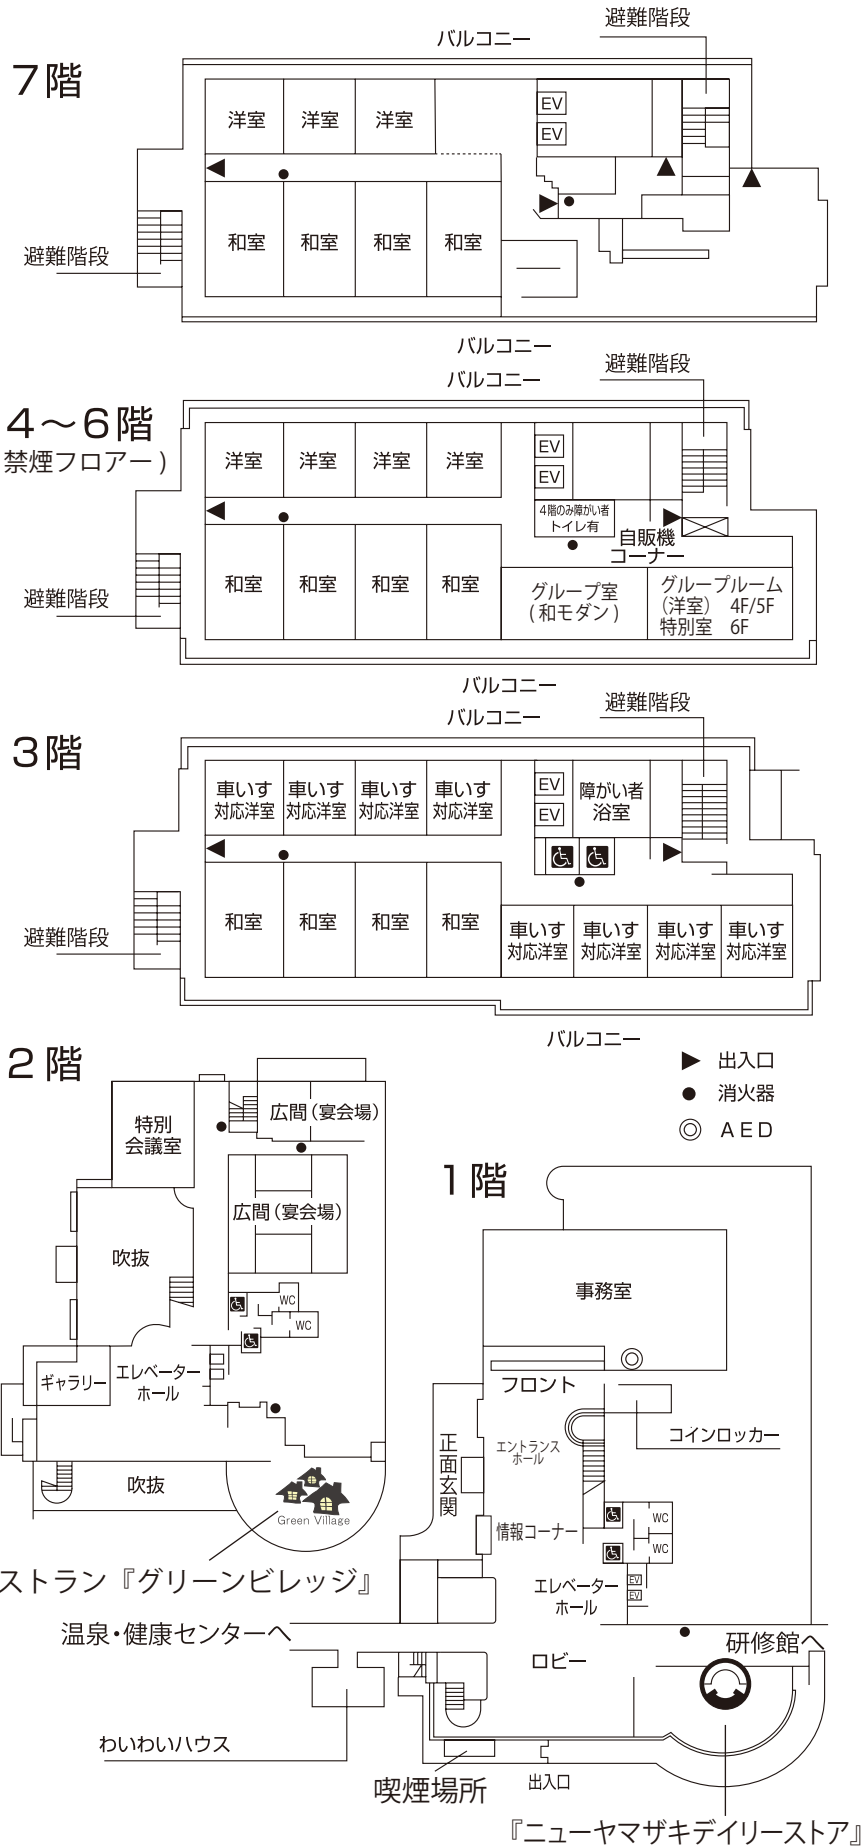 避難階段
バルコニー
7階
洋室 洋室 洋室
EV
EV
和室 和室 和室 和室
避難階段
バルコニー
バルコニー
避難階段
4～6階
禁煙フロアー)
洋室 洋室 洋室 洋室
EV
EV
4階のみ障がい者
トイレ有
自販機
コーナー
和室 和室 和室 和室
グループ室
(和モダン)
グループルーム
(洋室) 4F/5F
特別室 6F
避難階段
バルコニー
バルコニー
避難階段
3階
車いす
対応洋室
車いす
対応洋室
車いす
対応洋室
車いす
対応洋室
EV
EV
障がい者
浴室
和室 和室 和室 和室
車いす
対応洋室
車いす
対応洋室
車いす
対応洋室
車いす
対応洋室
避難階段
バルコニー
出入口
消火器
AED
2階
特別
会議室
広間(宴会場)
広間(宴会場)
吹抜
WC
WC
ギャラリー
エレベーター
ホール
吹抜
Green Village
ストラン『グリーンビレッジ』
1階
事務室
フロント
コインロッカー
正面玄関
エントランス
ホール
情報コーナー
WC
WC
エレベーター
ホール
EV
EV
温泉・健康センターへ
ロビー
研修館へ
わいわいハウス
喫煙場所
出入口
『ニューヤマザキデイリーストア』